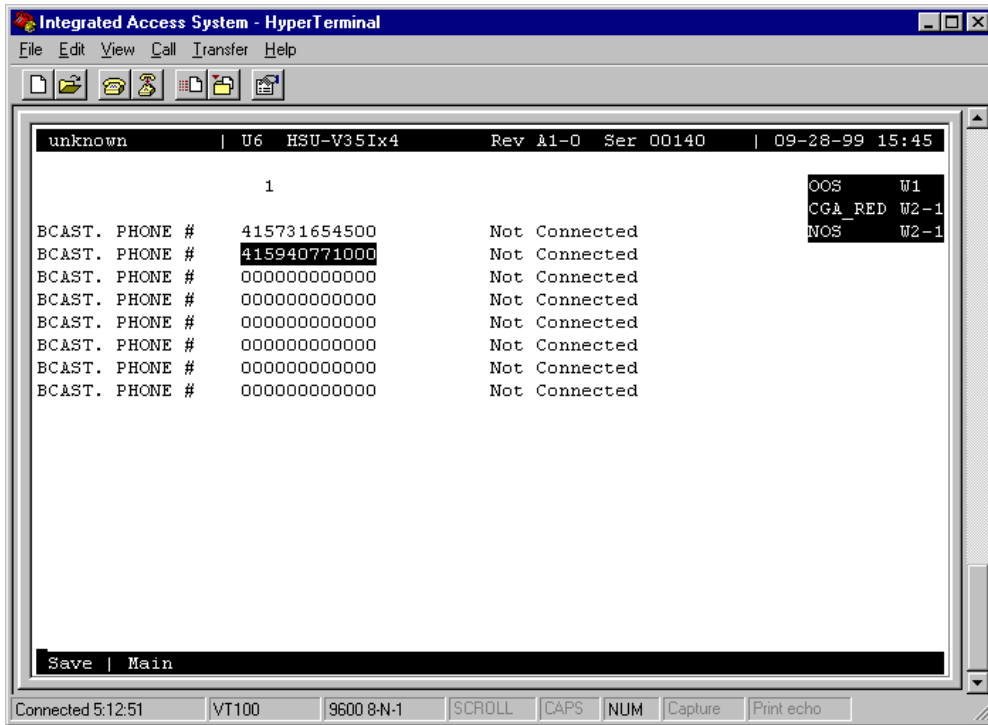 Integrated Access System - HyperTerminal
File Edit View Call Transfer Help
unknown | U6 HSU-V35Ix4 Rev A1-0 Ser 00140 | 09-28-99 15:45
1 OOS W1
CGA_RED W2-1
BCAST. PHONE # 415731654500 Not Connected NOS W2-1
BCAST. PHONE # 415940771000 Not Connected
BCAST. PHONE # 000000000000 Not Connected
BCAST. PHONE # 000000000000 Not Connected
BCAST. PHONE # 000000000000 Not Connected
BCAST. PHONE # 000000000000 Not Connected
BCAST. PHONE # 000000000000 Not Connected
BCAST. PHONE # 000000000000 Not Connected
Save | Main
Connected 5:12:51 VT100 9600 8-N-1 SCROLL CAPS NUM Capture Print echo